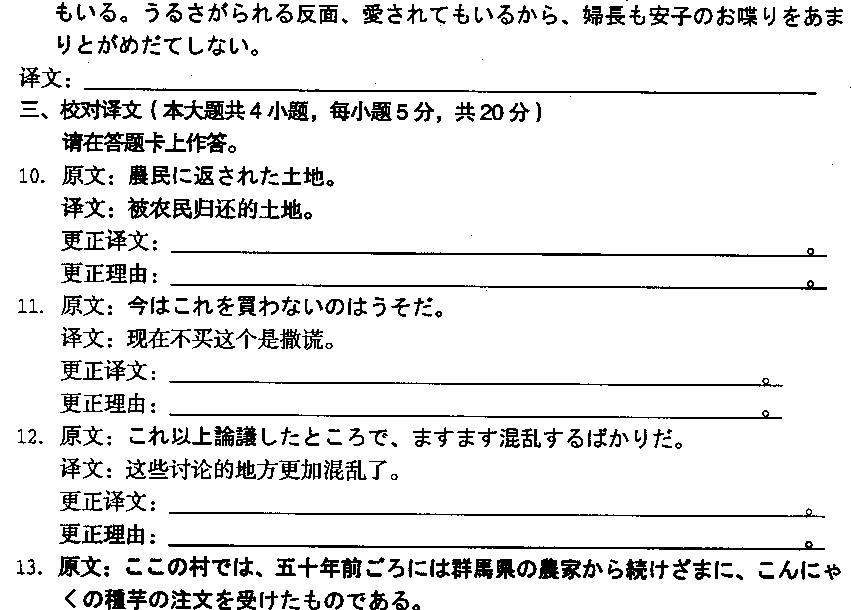 もいる。うるさがられる反面、愛されてもいるから、婦長も安子のお喋りをあま
りとがめだてしない。
译文：
三、校对译文（本大题共4小题，每小题5分，共20分）
请在答题卡上作答。
10. 原文：農民に返された土地。
译文：被农民归还的土地。
更正译文：。
更正理由：。
11. 原文：今はこれを買わないのはうそだ。
译文：现在不买这个是撒谎。
更正译文：。
更正理由：。
12. 原文：これ以上論議したところで、ますます混乱するばかりだ。
译文：这些讨论的地方更加混乱了。
更正译文：。
更正理由：。
13. 原文：ここの村では、五十年前ごろには群馬県の農家から続けざまに、こんにゃ
くの種芋の注文を受けたものである。